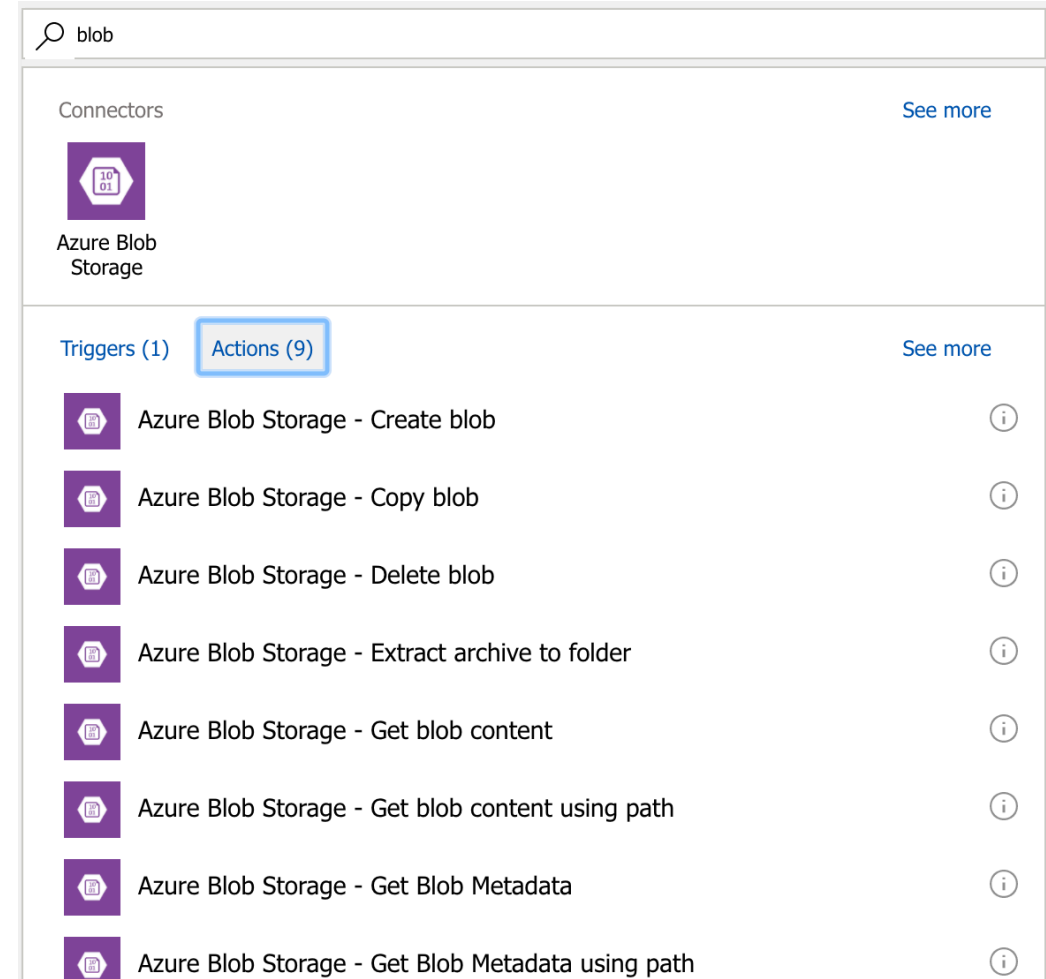 blob
Connectors
See more
10
01
Azure Blob
Storage
Triggers (1)
Actions (9)
See more
Azure Blob Storage - Create blob
Azure Blob Storage - Copy blob
Azure Blob Storage - Delete blob
Azure Blob Storage - Extract archive to folder
Azure Blob Storage - Get blob content
Azure Blob Storage - Get blob content using path
Azure Blob Storage - Get Blob Metadata
Azure Blob Storage - Get Blob Metadata using path